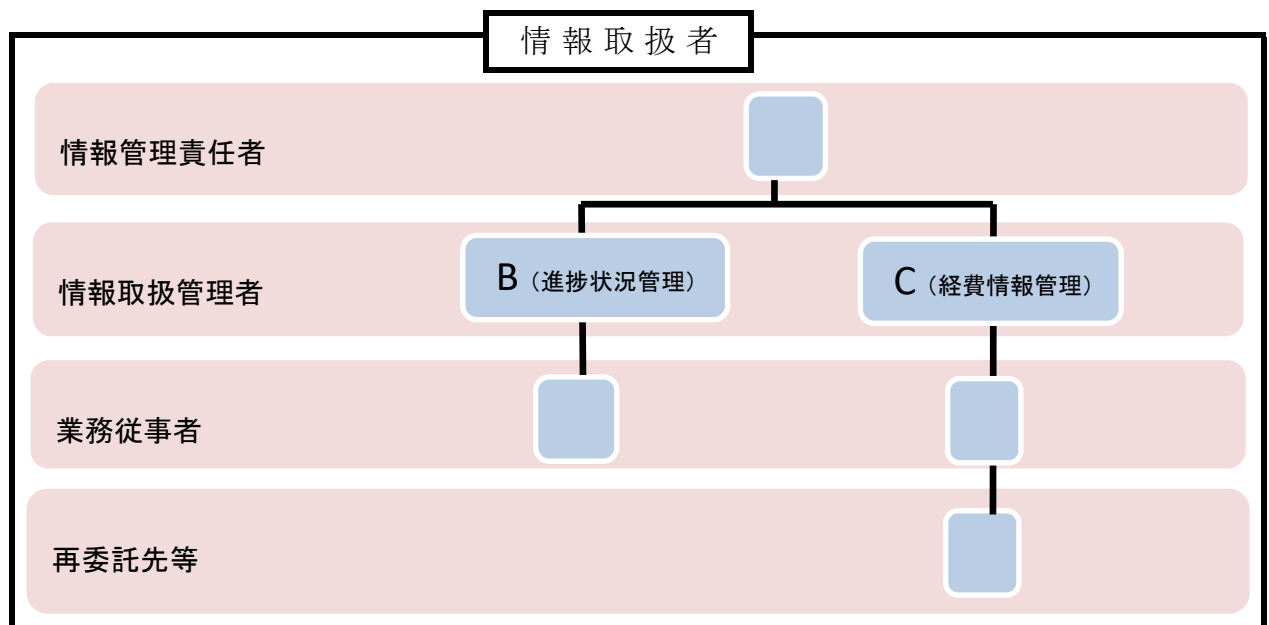 情報取扱者
情報管理責任者
情報取扱管理者
B（進捗状況管理）
C（経費情報管理）
業務従事者
再委託先等